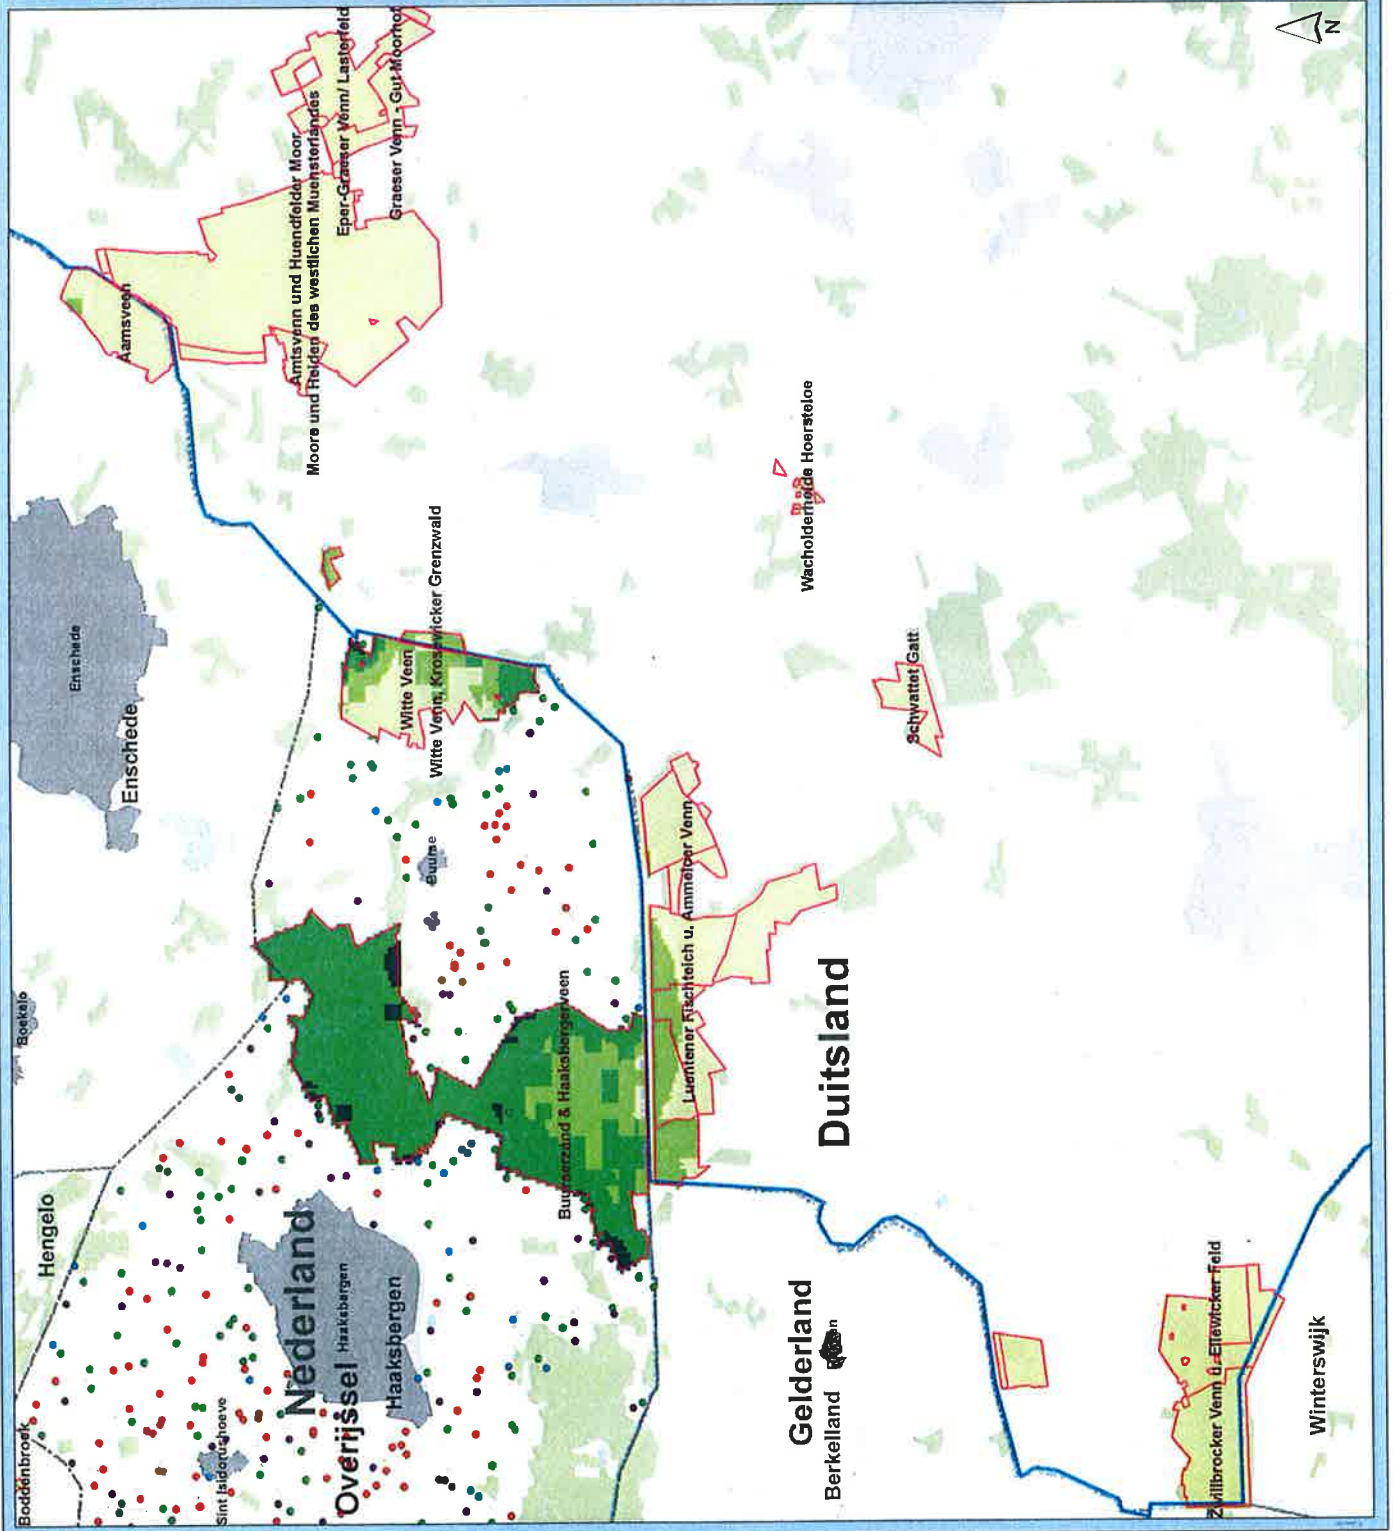 Boddenbroek
Hengelo
Boekelo
Enschede
Enschede
Aamsveen
Sint Isidorushoeve
Nederland
Overijssel
Haaksbergen
Haaksbergen
Buurse
Witte Veen
Witte Venn, Krosewicker Grenzwald
Amtsvenn und Huendfelder Moor
Moore und Heiden des westlichen Muensterlandes
Eper-Graeser Venn/ Lasterfeld
Graeser Venn - Gut Moorhof
Buurserzand & Haaksbergerveen
Luentener Fischteich u. Ammeloer Venn
Wacholderheide Hoersteloe
Schwattet Gatt
Duitsland
Gelderland
Berkelland
Zwillbrocker Venn u. Ellewicker Feld
Winterswijk
N